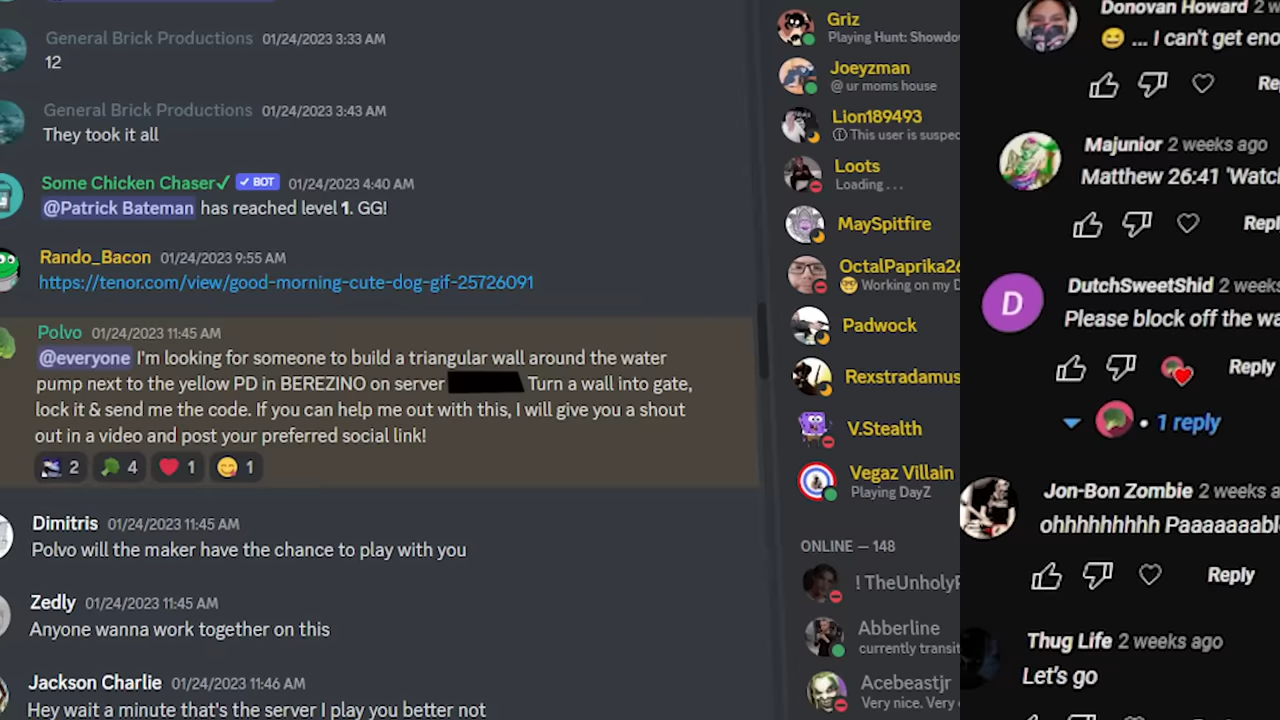 General Brick Productions 01/24/2023 3:33 AM
12
General Brick Productions 01/24/2023 3:43 AM
They took it all
Some Chicken Chaser✓ ✓ BOT 01/24/2023 4:40 AM
@Patrick Bateman has reached level 1. GG!
Rando_Bacon 01/24/2023 9:55 AM
https://tenor.com/view/good-morning-cute-dog-gif-25726091
Polvo 01/24/2023 11:45 AM
@everyone I'm looking for someone to build a triangular wall around the water
pump next to the yellow PD in BEREZINO on server Turn a wall into gate,
lock it & send me the code. If you can help me out with this, I will give you a shout
out in a video and post your preferred social link!
2 4 1 1
Dimitris 01/24/2023 11:45 AM
Polvo will the maker have the chance to play with you
Zedly 01/24/2023 11:45 AM
Anyone wanna work together on this
Jackson Charlie 01/24/2023 11:46 AM
Hey wait a minute that's the server I play you better not
Griz
Playing Hunt: Showdo
Joeyzman
@ ur moms house
Lion189493
This user is suspec
Loots
Loading . . .
MaySpitfire
OctalPaprika26
Working on my D
Padwock
Rexstradamus
V.Stealth
Vegaz Villain
Playing DayZ
ONLINE — 148
! TheUnholyP
Abberline
currently transit
Acebeastjr
Very nice. Very
Donovan Howard 2 w
... I can't get eno
Rep
Majunior 2 weeks ago
Matthew 26:41 'Watch
Repl
D
DutchSweetShid 2 weeks
Please block off the wa
Reply
• 1 reply
Jon-Bon Zombie 2 weeks a
ohhhhhhhhh Paaaaaaabl
Reply
Thug Life 2 weeks ago
Let's go